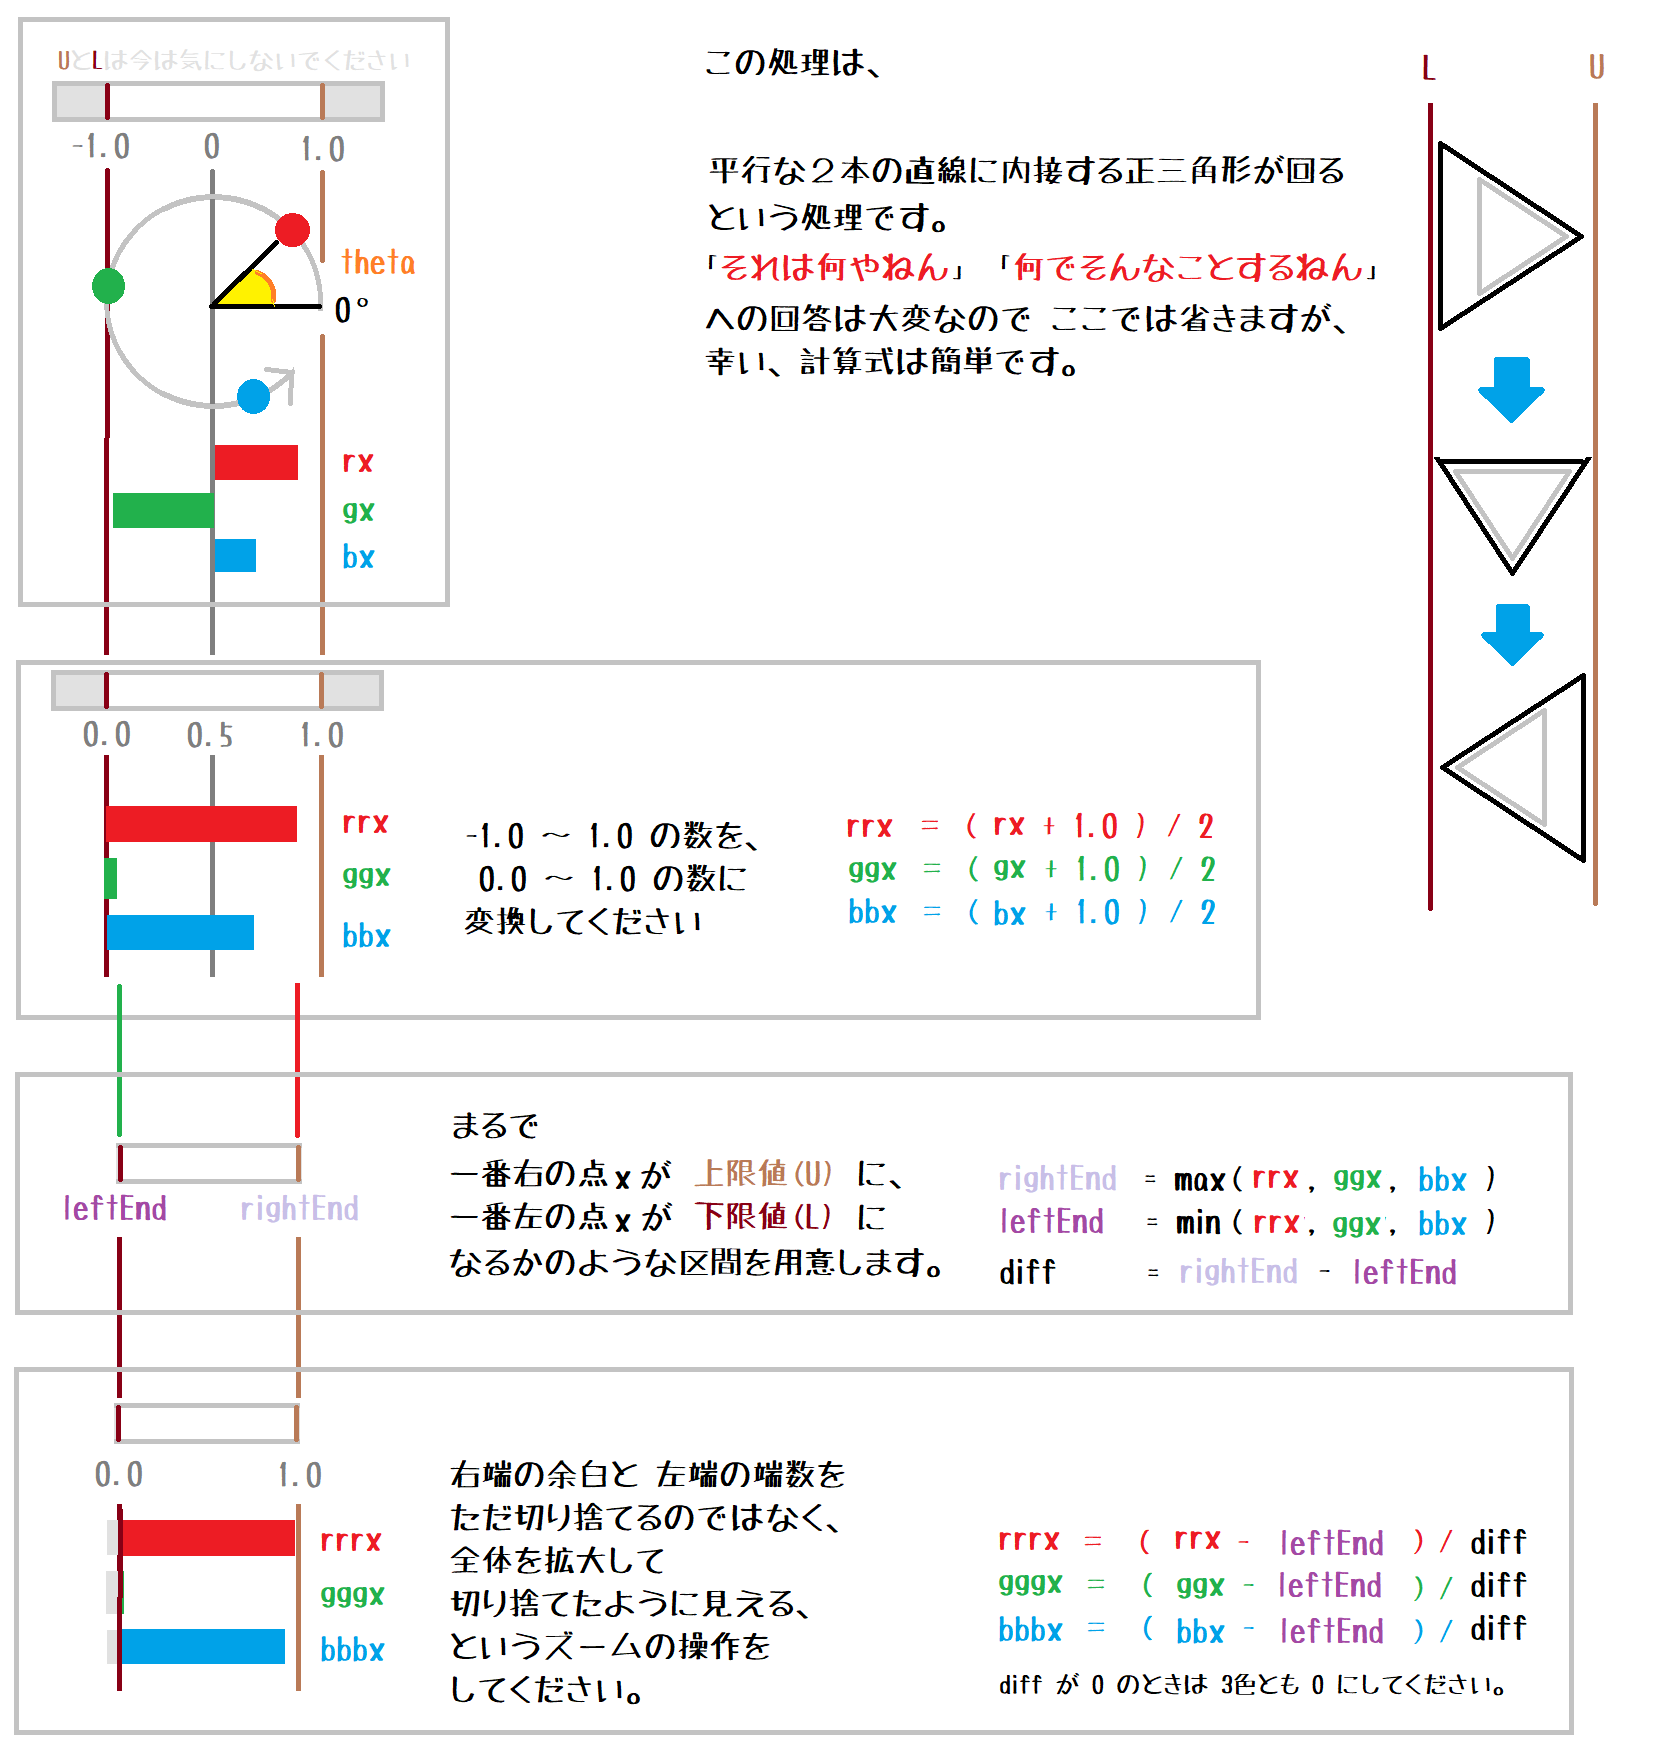 UとLは今は気にしないでください
-1.0 0 1.0
theta
0°
rx
gx
bx
この処理は、
平行な２本の直線に内接する正三角形が回る
という処理です。
「それは何やねん」「何でそんなことするねん」
への回答は大変なので ここでは省きますが、
幸い、計算式は簡単です。
L U
0.0 0.5 1.0
rrx
ggx
bbx
-1.0 ～ 1.0 の数を、
0.0 ～ 1.0 の数に
変換してください
rrx = ( rx + 1.0 ) / 2
ggx = ( gx + 1.0 ) / 2
bbx = ( bx + 1.0 ) / 2
leftEnd rightEnd
まるで
一番右の点xが 上限値(U) に、
一番左の点xが 下限値(L) に
なるかのような区間を用意します。
rightEnd = max( rrx, ggx, bbx )
leftEnd = min( rrx, ggx, bbx )
diff = rightEnd - leftEnd
0.0 1.0
rrrx
gggx
bbbx
右端の余白と 左端の端数を
ただ切り捨てるのではなく、
全体を拡大して
切り捨てたように見える、
というズームの操作を
してください。
rrrx = ( rrx - leftEnd ) / diff
gggx = ( ggx - leftEnd ) / diff
bbbx = ( bbx - leftEnd ) / diff
diff が 0 のときは 3色とも 0 にしてください。